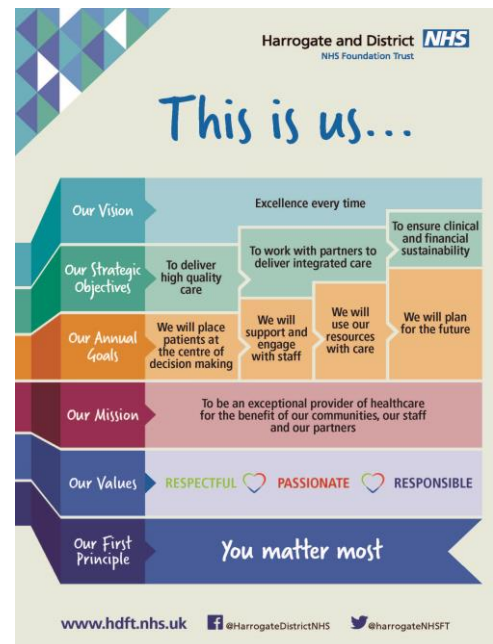 Harrogate and District NHS
NHS Foundation Trust
This is us...
Our Vision
Excellence every time
Our Strategic
Objectives
To deliver
high quality
care
To work with partners to
deliver integrated care
To ensure clinical
and financial
sustainability
Our Annual
Goals
We will place
patients at
the centre of
decision making
We will
support and
engage
with staff
We will
use our
resources
with care
We will plan
for the future
Our Mission
To be an exceptional provider of healthcare
for the benefit of our communities, our staff
and our partners
Our Values
RESPECTFUL PASSIONATE RESPONSIBLE
Our First
Principle
You matter most
www.hdft.nhs.uk @HarrogateDistrictNHS @harrogateNHSFT